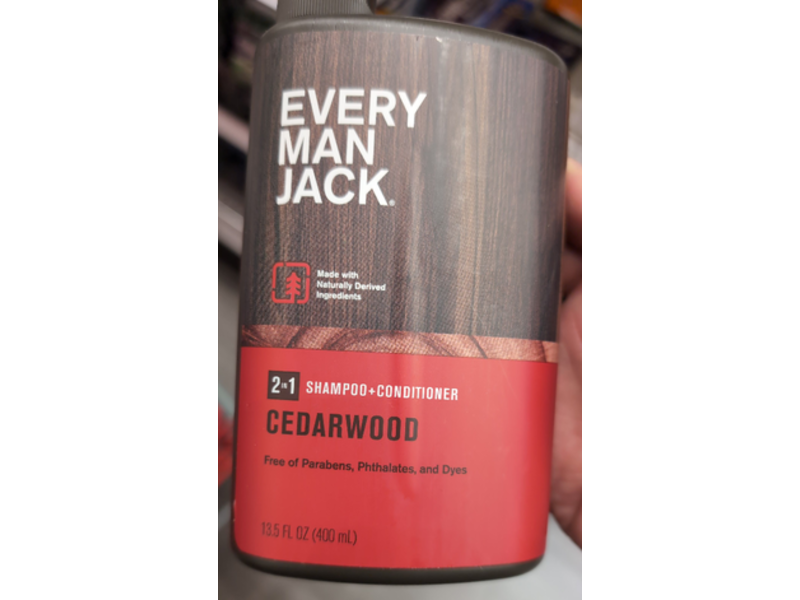 EVERY
MAN
JACK.
Made with
Naturally Derived
Ingredients
2 IN 1 SHAMPOO+CONDITIONER
CEDARWOOD
Free of Parabens, Phthalates, and Dyes
13.5 FL OZ (400 mL)